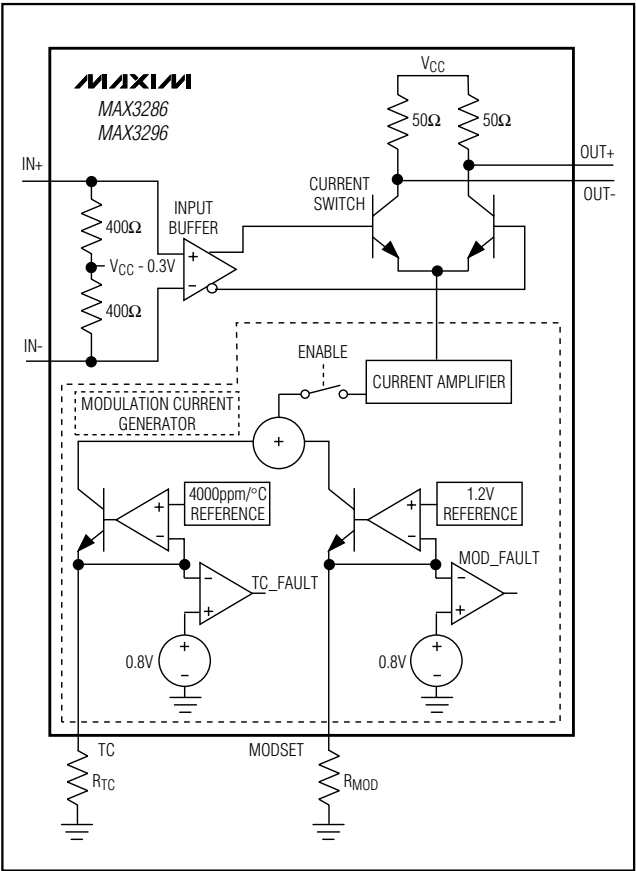 MAXIM
MAX3286
MAX3296
VCC
50Ω
50Ω
OUT+
OUT-
IN+
CURRENT
SWITCH
INPUT
BUFFER
400Ω
VCC - 0.3V
400Ω
+
-
IN-
ENABLE
CURRENT AMPLIFIER
MODULATION CURRENT
GENERATOR
+
4000ppm/°C
REFERENCE
+
-
1.2V
REFERENCE
+
-
TC_FAULT
-
+
MOD_FAULT
-
+
0.8V
+
-
0.8V
+
-
TC
RTC
MODSET
RMOD